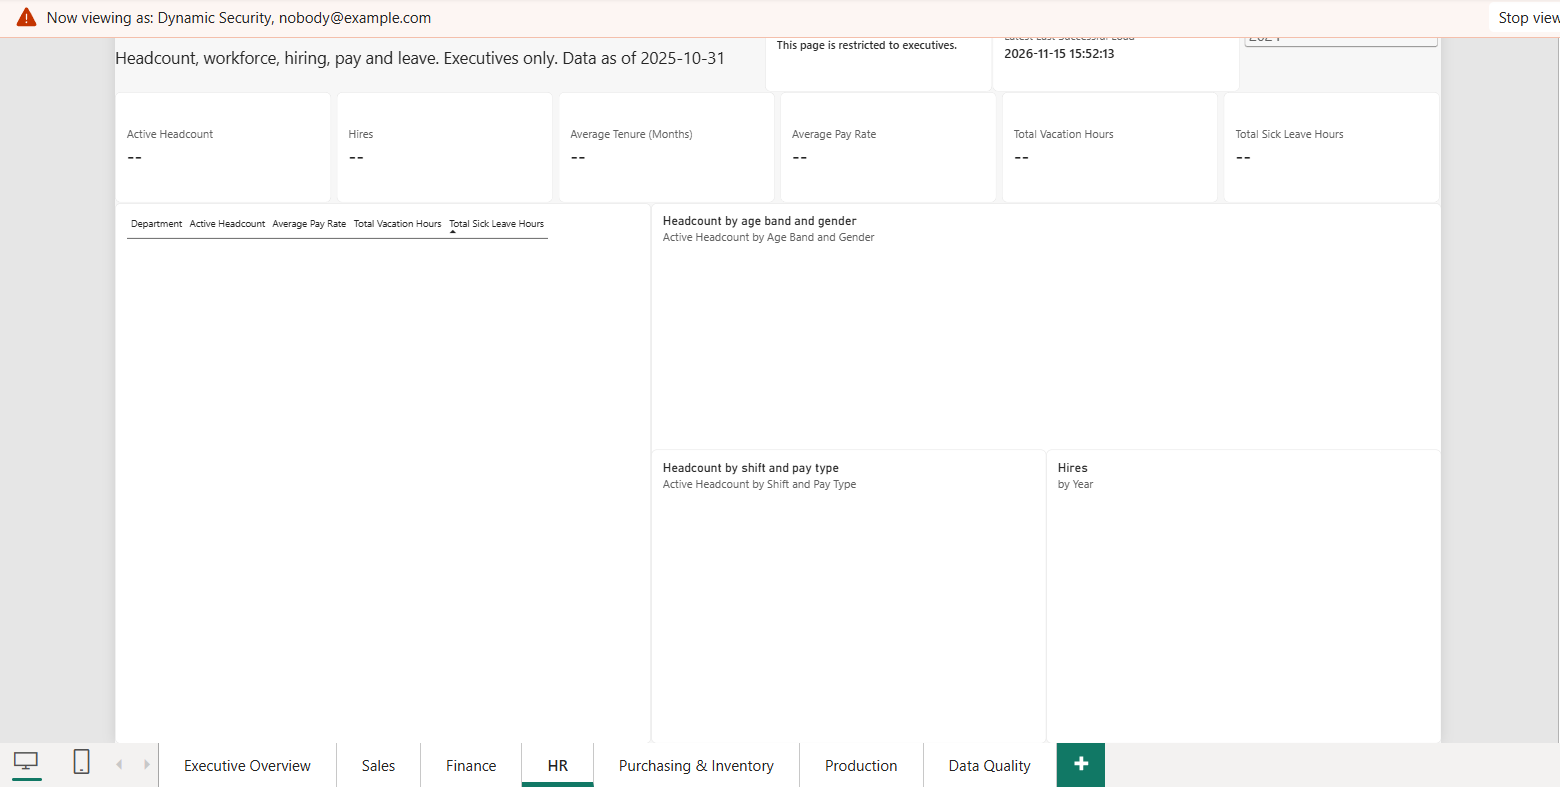 Now viewing as: Dynamic Security, nobody@example.com
Stop view
Headcount, workforce, hiring, pay and leave. Executives only. Data as of 2025-10-31
This page is restricted to executives.
2026-11-15 15:52:13
Active Headcount
--
Hires
--
Average Tenure (Months)
--
Average Pay Rate
--
Total Vacation Hours
--
Total Sick Leave Hours
--
Department Active Headcount Average Pay Rate Total Vacation Hours Total Sick Leave Hours
Headcount by age band and gender
Active Headcount by Age Band and Gender
Headcount by shift and pay type
Active Headcount by Shift and Pay Type
Hires
by Year
Executive Overview
Sales
Finance
HR
Purchasing & Inventory
Production
Data Quality